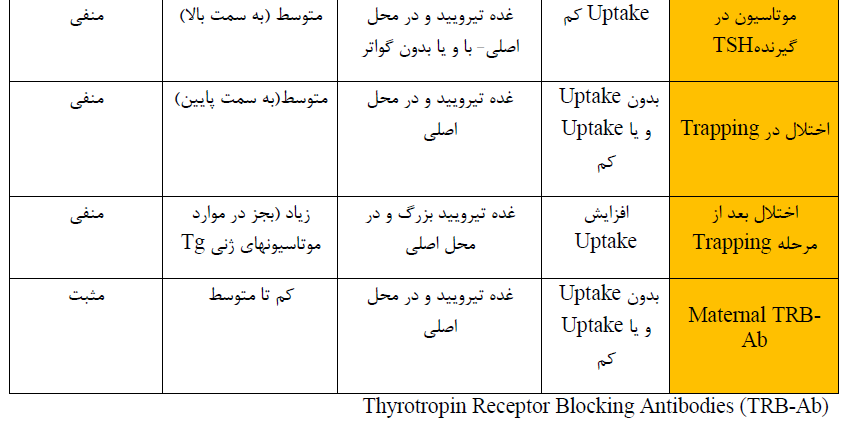 موتاسیون در
گیرندهTSH
Uptake کم
غده تیرویید و در محل
اصلی- با و یا بدون گواتر
متوسط (به سمت بالا)
منفی
اختلال در Trapping
بدون Uptake
و یا Uptake
کم
غده تیرویید و در محل
اصلی
متوسط(به سمت پایین)
منفی
اختلال بعد از
مرحله Trapping
افزایش
Uptake
غده تیرویید بزرگ و در
محل اصلی
زیاد (بجز در موارد
موتاسیونهای ژنی Tg
منفی
Maternal TRB-
Ab
بدون Uptake
و یا Uptake
کم
غده تیرویید و در محل
اصلی
کم تا متوسط
مثبت
Thyrotropin Receptor Blocking Antibodies (TRB-Ab)